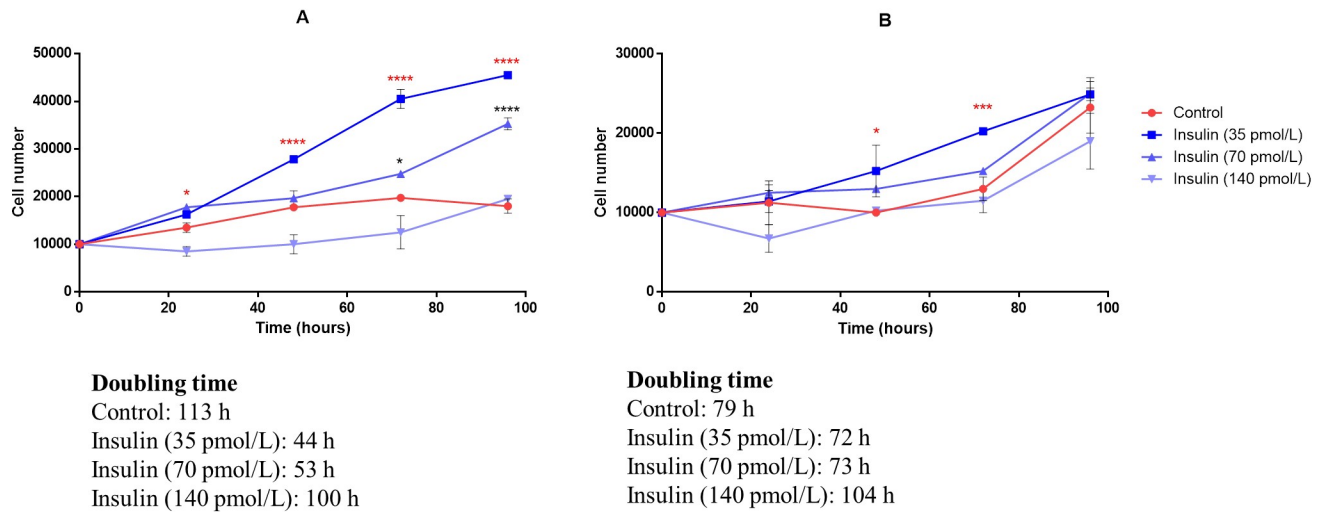 A
50000
40000
30000
20000
10000
0
Cell number
*
****
****
*
****
****
0 20 40 60 80 100
Time (hours)
B
30000
20000
10000
0
Cell number
*
***
0 20 40 60 80 100
Time (hours)
Control
Insulin (35 pmol/L)
Insulin (70 pmol/L)
Insulin (140 pmol/L)
Doubling time
Control: 113 h
Insulin (35 pmol/L): 44 h
Insulin (70 pmol/L): 53 h
Insulin (140 pmol/L): 100 h
Doubling time
Control: 79 h
Insulin (35 pmol/L): 72 h
Insulin (70 pmol/L): 73 h
Insulin (140 pmol/L): 104 h